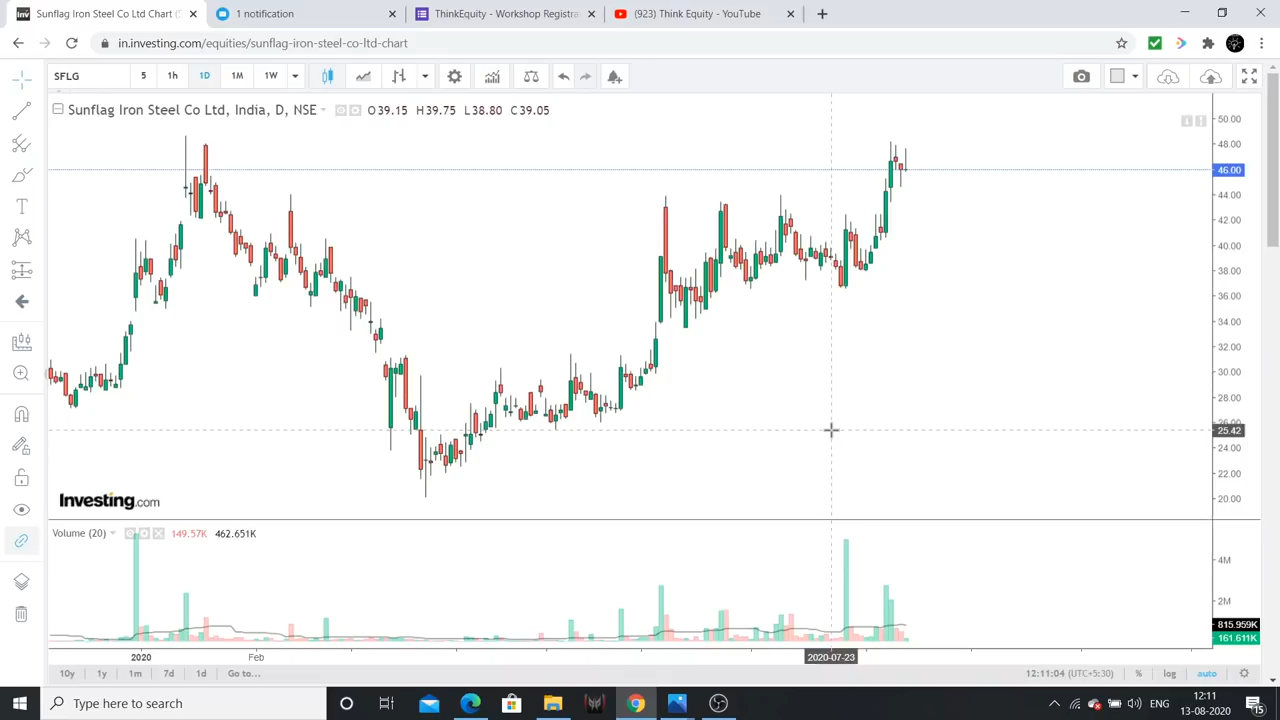 Sunflag Iron Steel Co Ltd Chart (S
1 notification
ThinkEquity - Workshop Registra
(923) Think Equity - YouTube
in.investing.com/equities/sunflag-iron-steel-co-ltd-chart
SFLG 5 1h 1D 1M 1W
Sunflag Iron Steel Co Ltd, India, D, NSE O39.15 H39.75 L38.80 C39.05
50.00
48.00
46.00
44.00
42.00
40.00
38.00
36.00
34.00
32.00
30.00
28.00
26.00
25.42
24.00
22.00
20.00
Investing.com
Volume (20) 149.57K 462.651K
4M
2M
815.959K
161.611K
2020 Feb 2020-07-23
10y 1y 1m 7d 1d Go to... 12:11:04 (UTC+5:30) % log auto
Type here to search
ENG
12:11
13-08-2020
15